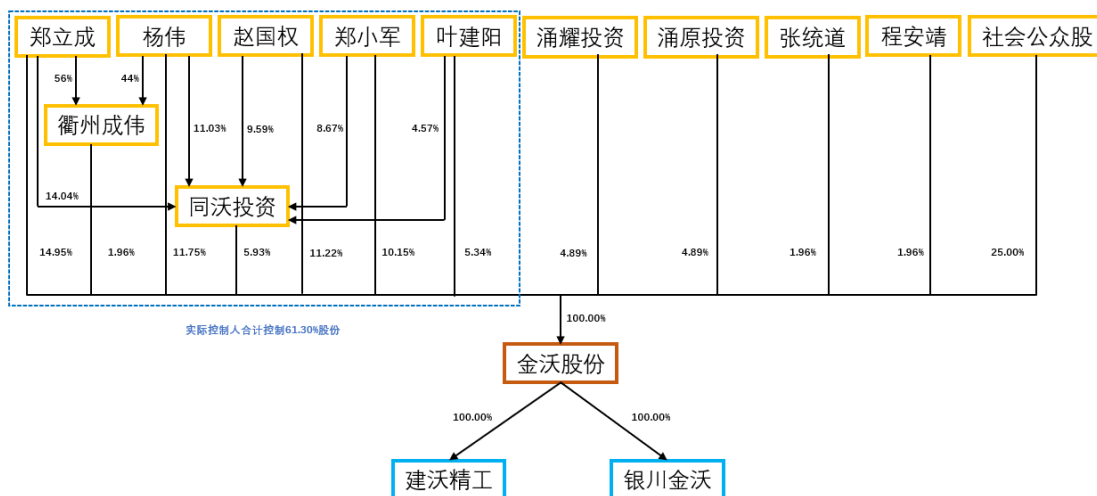 郑立成 杨伟 赵国权 郑小军 叶建阳 涌耀投资 涌原投资 张统道 程安靖 社会公众股
56% 44%
衢州成伟 11.03% 9.59% 8.67% 4.57%
14.04%
同沃投资
14.95% 1.96% 11.75% 5.93% 11.22% 10.15% 5.34% 4.89% 4.89% 1.96% 1.96% 25.00%
100.00%
实际控制人合计控制61.30%股份
金沃股份
100.00% 100.00%
建沃精工 银川金沃